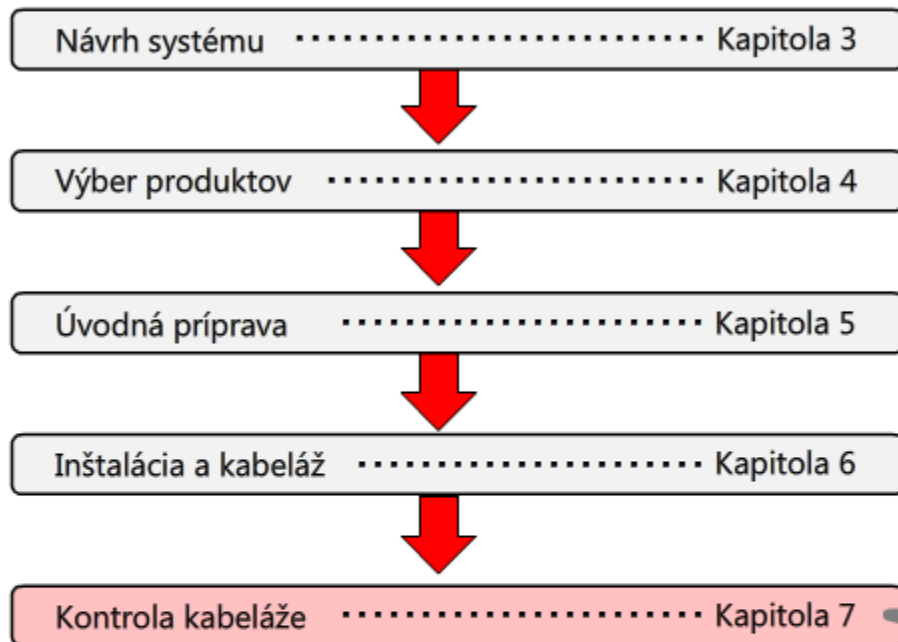 Návrh systému ························· Kapitola 3
Výber produktov ························ Kapitola 4
Úvodná príprava ······················· Kapitola 5
Inštalácia a kabeláž ······················ Kapitola 6
Kontrola kabeláže ······················· Kapitola 7